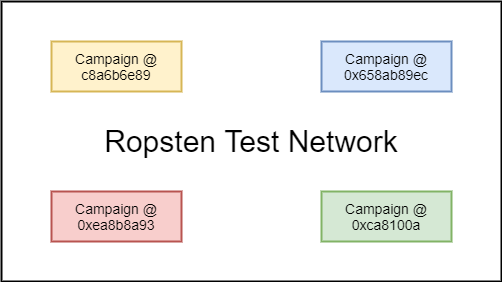 Campaign @
c8a6b6e89
Campaign @
0x658ab89ec
Ropsten Test Network
Campaign @
0xea8b8a93
Campaign @
0xca8100a